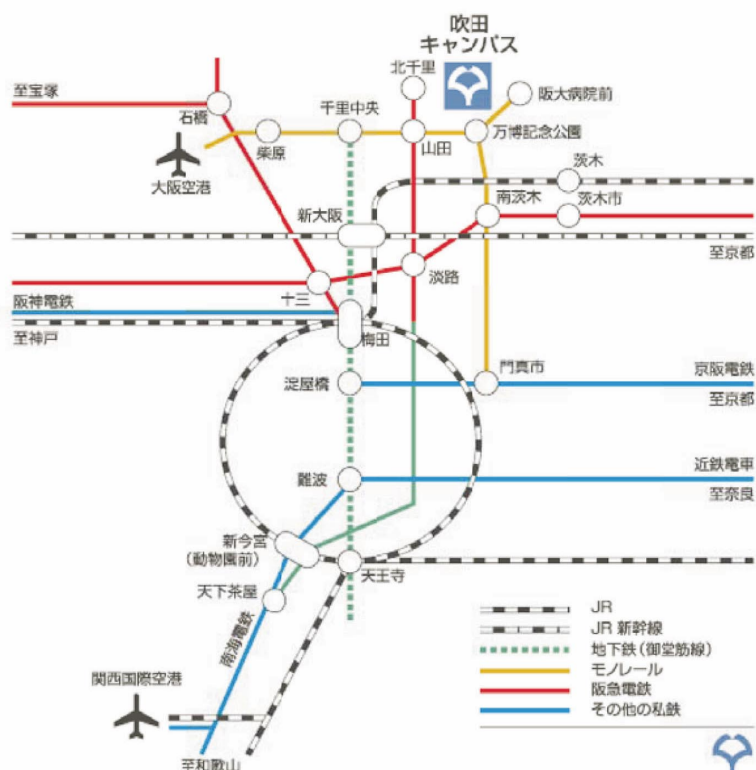 吹田
キャンパス
北千里
阪大病院前
至宝塚
石橋
千里中央
柴原
山田
万博記念公園
大阪空港
茨木
新大阪
南茨木
茨木市
至京都
淡路
十三
阪神電鉄
至神戸
梅田
淀屋橋
門真市
京阪電鉄
至京都
難波
近鉄電車
至奈良
新今宮
(動物園前)
天王寺
天下茶屋
南海電鉄
関西国際空港
至和歌山
JR
JR 新幹線
地下鉄(御堂筋線)
モノレール
阪急電鉄
その他の私鉄